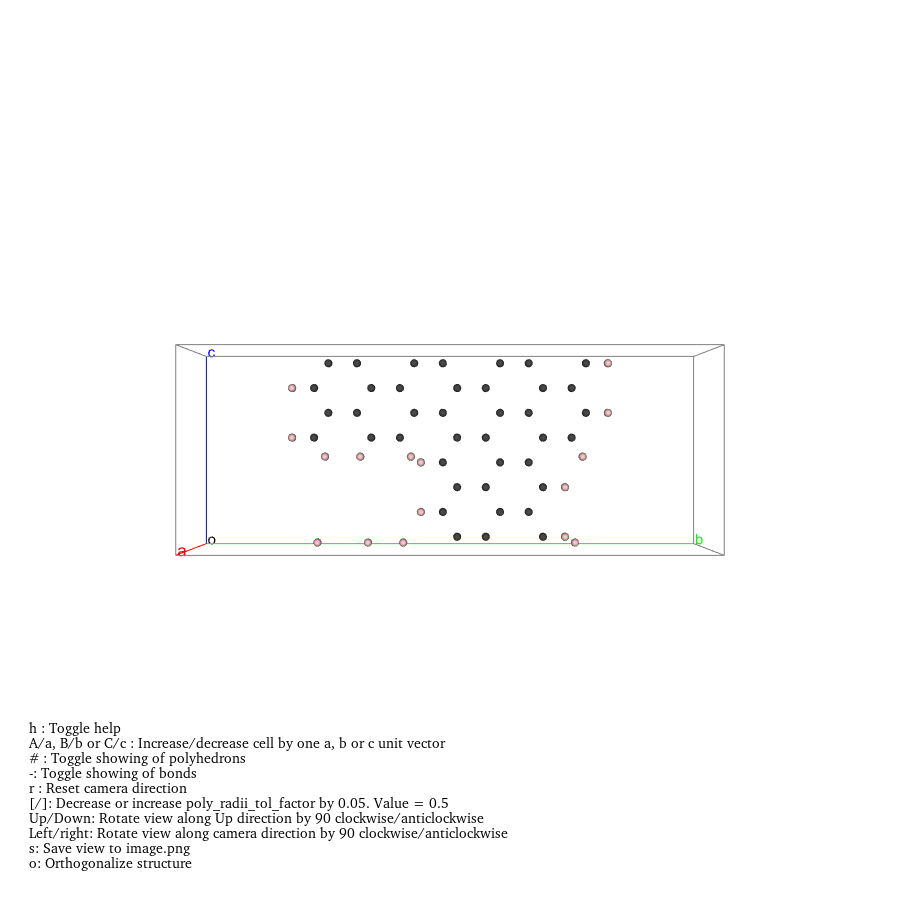 c
o
a
b
h : Toggle help
A/a, B/b or C/c : Increase/decrease cell by one a, b or c unit vector
# : Toggle showing of polyhedrons
-: Toggle showing of bonds
r : Reset camera direction
[/]: Decrease or increase poly_radii_tol_factor by 0.05. Value = 0.5
Up/Down: Rotate view along Up direction by 90 clockwise/anticlockwise
Left/right: Rotate view along camera direction by 90 clockwise/anticlockwise
s: Save view to image.png
o: Orthogonalize structure